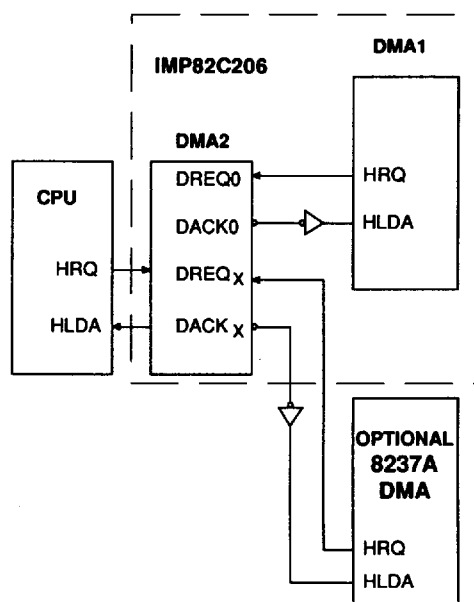 DMA1
IMP82C206
DMA2
CPU
DREQ0
HRQ
DACK0
HLDA
HRQ
DREQX
HLDA
DACKX
OPTIONAL
8237A
DMA
HRQ
HLDA